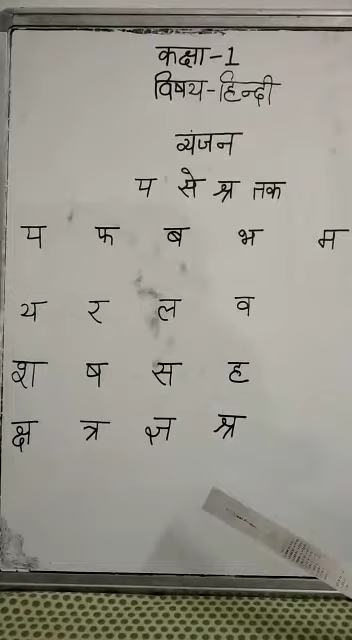 कक्षा-1
विषय-हिन्दी
व्यंजन
प से श्र तक
प फ ब भ म
य र ल व
श ष स ह
क्ष त्र ज्ञ श्र